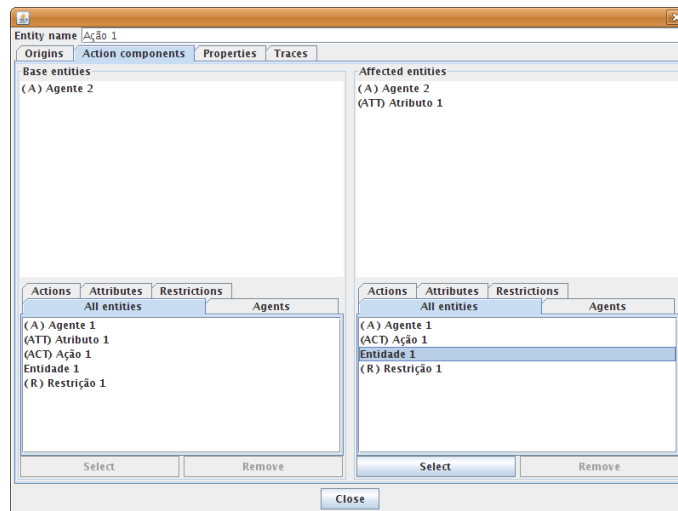 Entity name Ação 1
Origins Action components Properties Traces
Base entities
(A) Agente 2
Actions Attributes Restrictions
All entities Agents
(A) Agente 1
(ATT) Atributo 1
(ACT) Ação 1
Entidade 1
(R) Restrição 1
Select Remove
Affected entities
(A) Agente 2
(ATT) Atributo 1
Actions Attributes Restrictions
All entities Agents
(A) Agente 1
(ACT) Ação 1
Entidade 1
(R) Restrição 1
Select Remove
Close